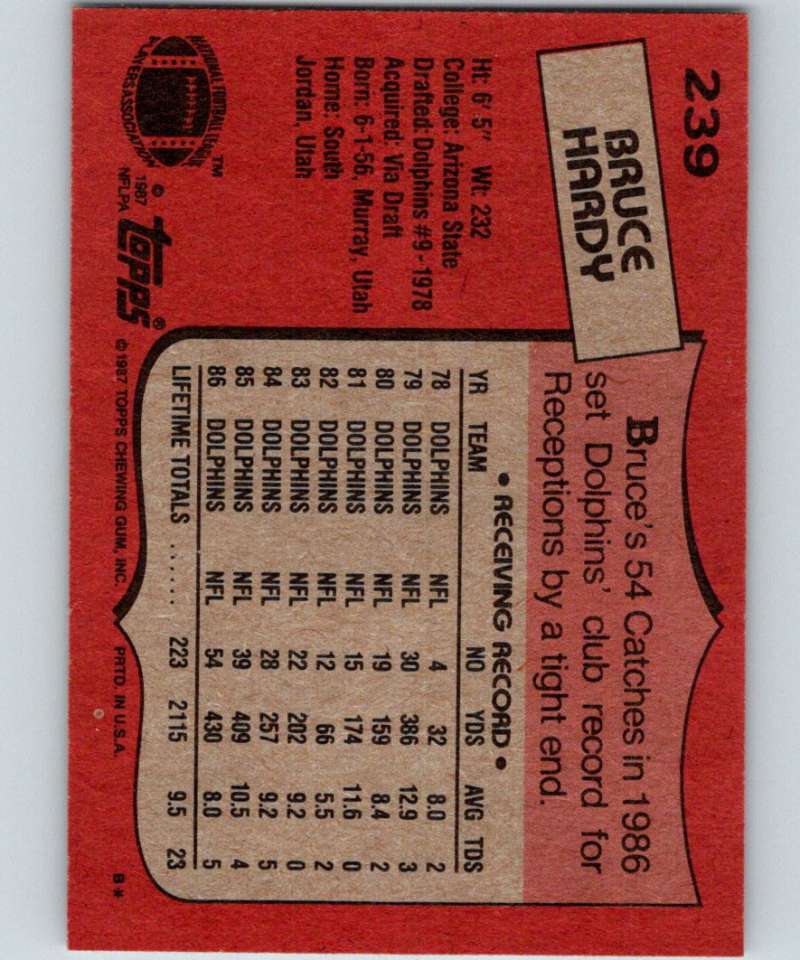 239
BRUCE
HARDY
Ht: 6' 5" Wt: 232
College: Arizona State
Drafted: Dolphins #9 - 1978
Acquired: Via Draft
Born: 6-1-56, Murray, Utah
Home: South
Jordan, Utah
NATIONAL FOOTBALL LEAGUE
PLAYERS ASSOCIATION
TM
© 1987
NFLPA
topps®
Bruce's 54 Catches in 1986
set Dolphins' club record for
Receptions by a tight end.
• RECEIVING RECORD •
YR TEAM NO YDS AVG TDS
78 DOLPHINS NFL 4 32 8.0 2
79 DOLPHINS NFL 30 386 12.9 3
80 DOLPHINS NFL 19 159 8.4 2
81 DOLPHINS NFL 15 174 11.6 0
82 DOLPHINS NFL 12 66 5.5 2
83 DOLPHINS NFL 22 202 9.2 0
84 DOLPHINS NFL 28 257 9.2 5
85 DOLPHINS NFL 39 409 10.5 4
86 DOLPHINS NFL 54 430 8.0 5
LIFETIME TOTALS ...... 223 2115 9.5 23
© 1987 TOPPS CHEWING GUM, INC. PRTD. IN U.S.A. B*